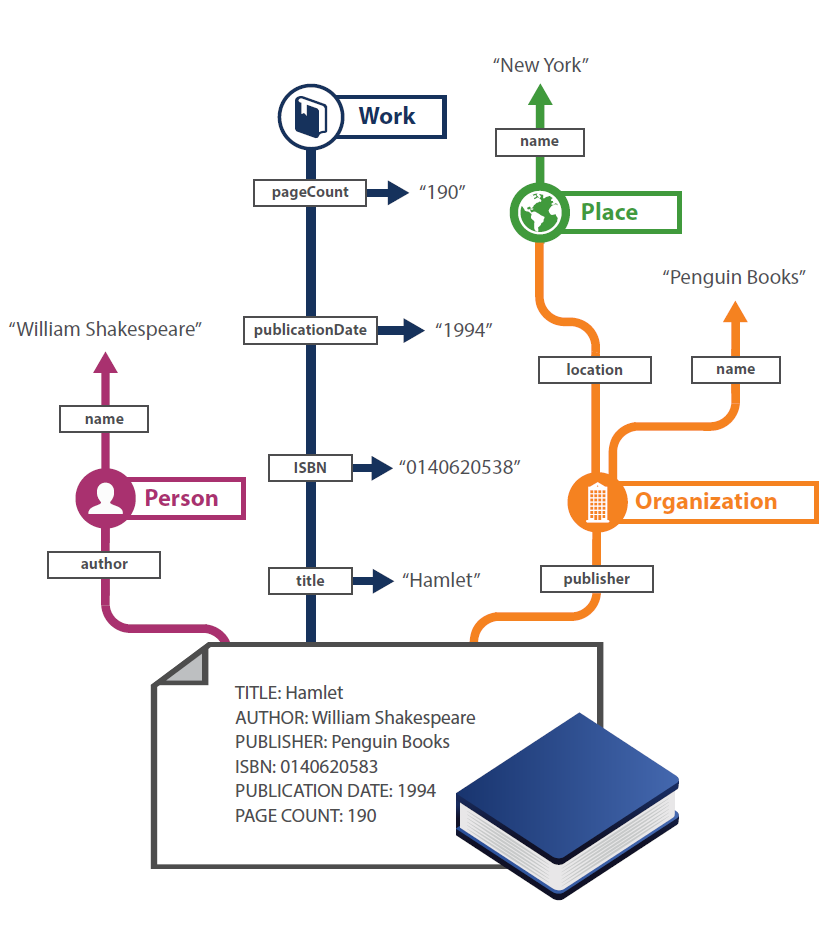 “New York”
Work
name
pageCount
“190”
Place
“Penguin Books”
“William Shakespeare”
publicationDate
“1994”
location
name
name
ISBN
“0140620538”
Person
Organization
author
title
“Hamlet”
publisher
TITLE: Hamlet
AUTHOR: William Shakespeare
PUBLISHER: Penguin Books
ISBN: 0140620583
PUBLICATION DATE: 1994
PAGE COUNT: 190